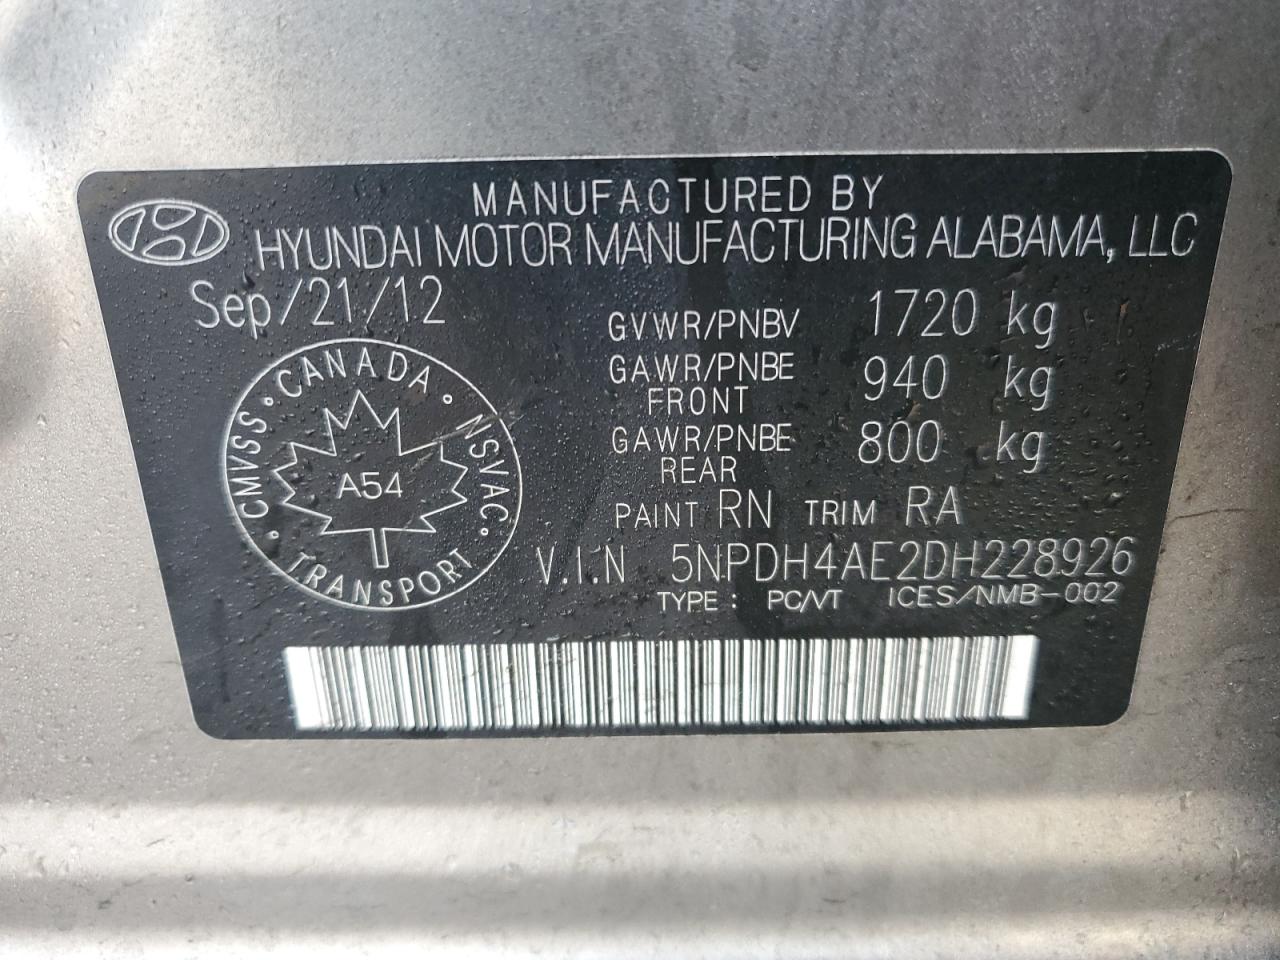 MANUFACTURED BY
HYUNDAI MOTOR MANUFACTURING ALABAMA, LLC
Sep/21/12
GVWR/PNBV 1720 kg
GAWR/PNBE FRONT 940 kg
GAWR/PNBE REAR 800 kg
PAINT RN TRIM RA
V.I.N 5NPDH4AE2DH228926
TYPE : PC/VT ICES/NMB-002
CMVSS · CANADA · NSVAC · TRANSPORT ·
A54